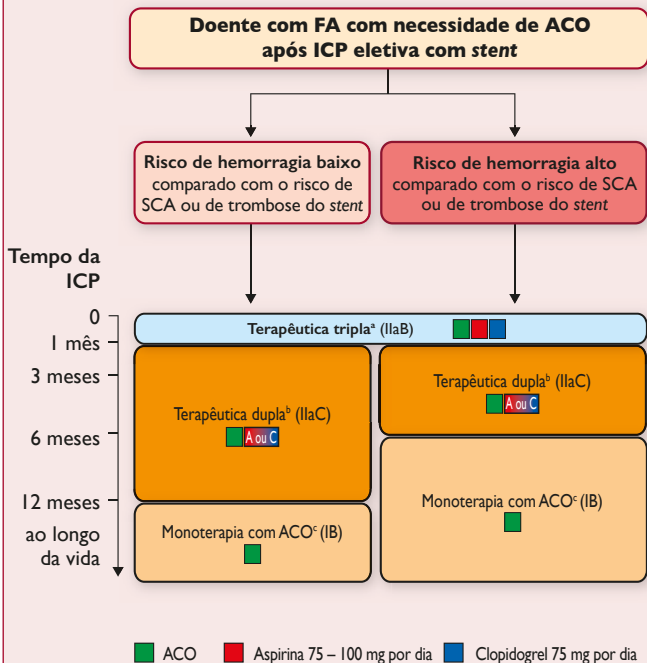 Doente com FA com necessidade de ACO
após ICP eletiva com stent
Risco de hemorragia baixo
comparado com o risco de
SCA ou de trombose do stent
Risco de hemorragia alto
comparado com o risco de SCA
ou de trombose do stent
Tempo da
ICP
0
Terapêutica triplaᵃ (IIaB)
1 mês
3 meses
Terapêutica duplaᵇ (IIaC)
A ou C
Terapêutica duplaᵇ (IIaC)
A ou C
6 meses
12 meses
Monoterapia com ACOᶜ (IB)
ao longo
da vida
Monoterapia com ACOᶜ (IB)
ACO
Aspirina 75 – 100 mg por dia
Clopidogrel 75 mg por dia